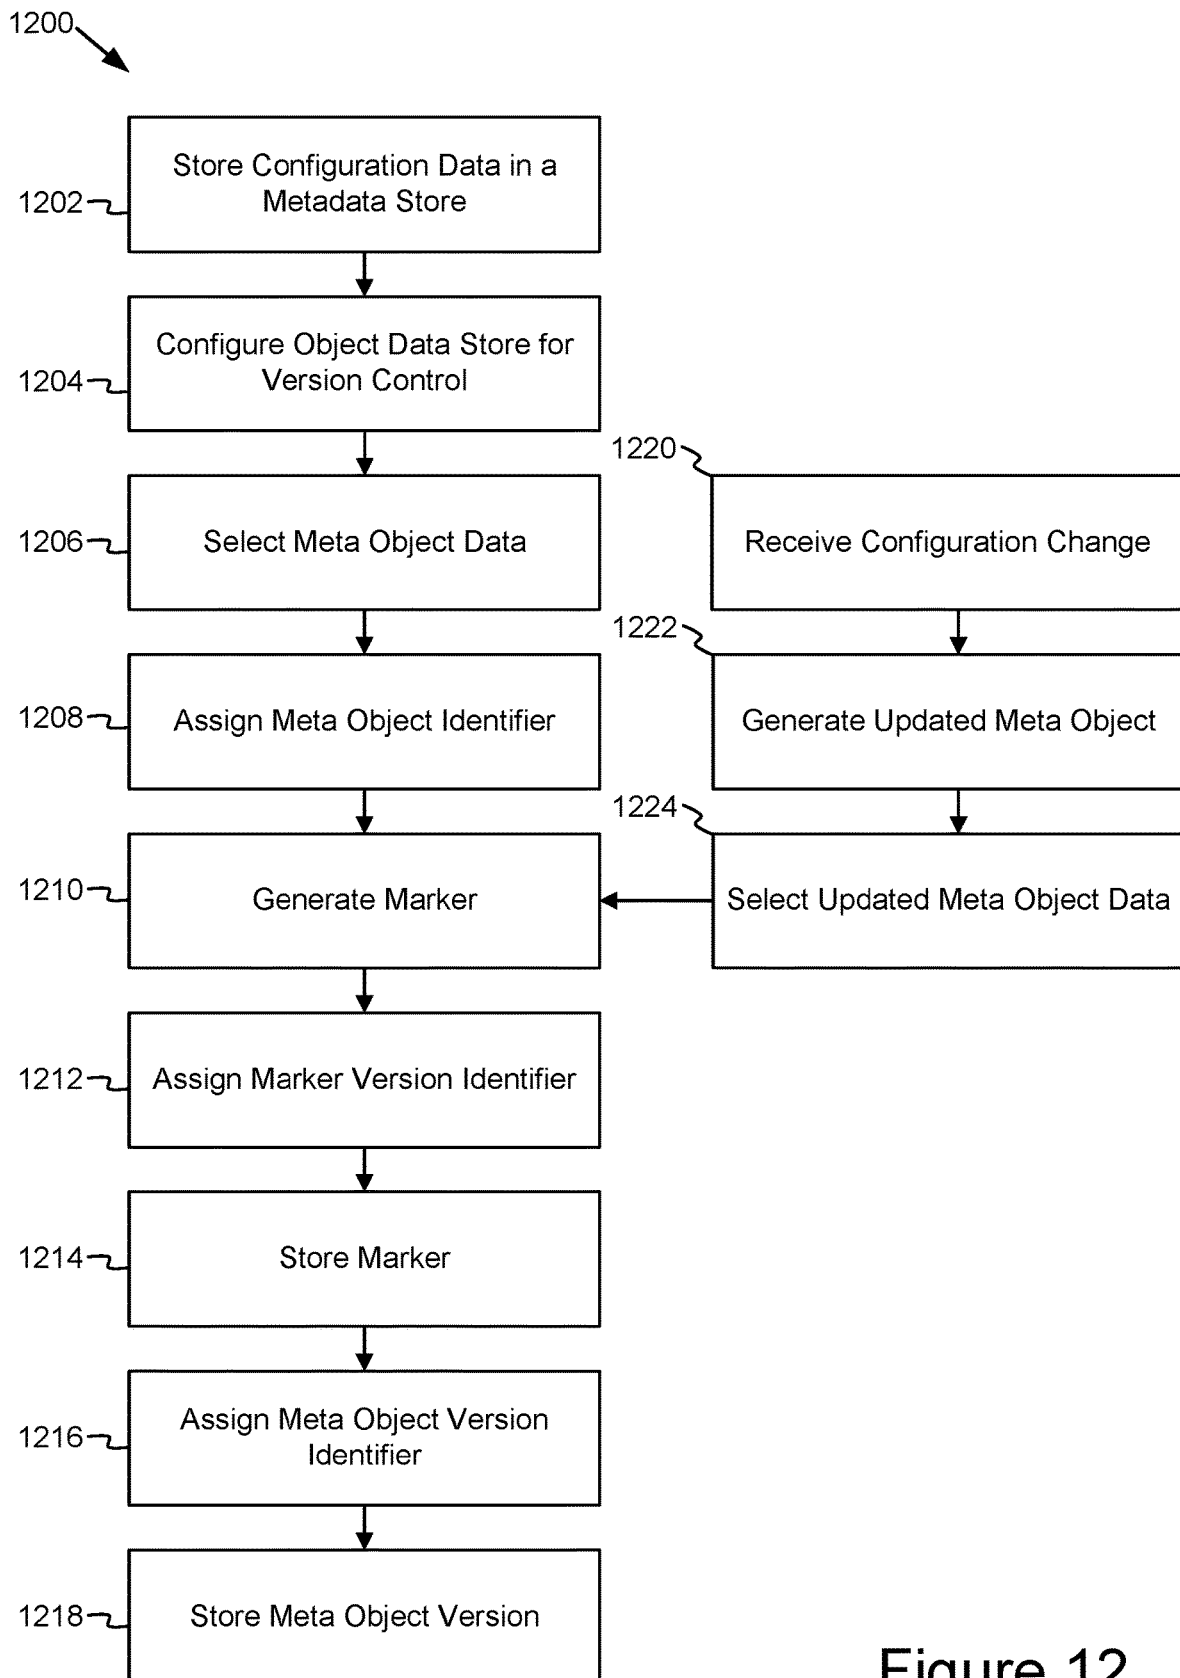 1200
Store Configuration Data in a
Metadata Store
1202
Configure Object Data Store for
Version Control
1204
1220
Select Meta Object Data
1206
Receive Configuration Change
1222
Assign Meta Object Identifier
1208
Generate Updated Meta Object
1224
Generate Marker
1210
Select Updated Meta Object Data
Assign Marker Version Identifier
1212
Store Marker
1214
Assign Meta Object Version
Identifier
1216
Store Meta Object Version
1218
Figure 12